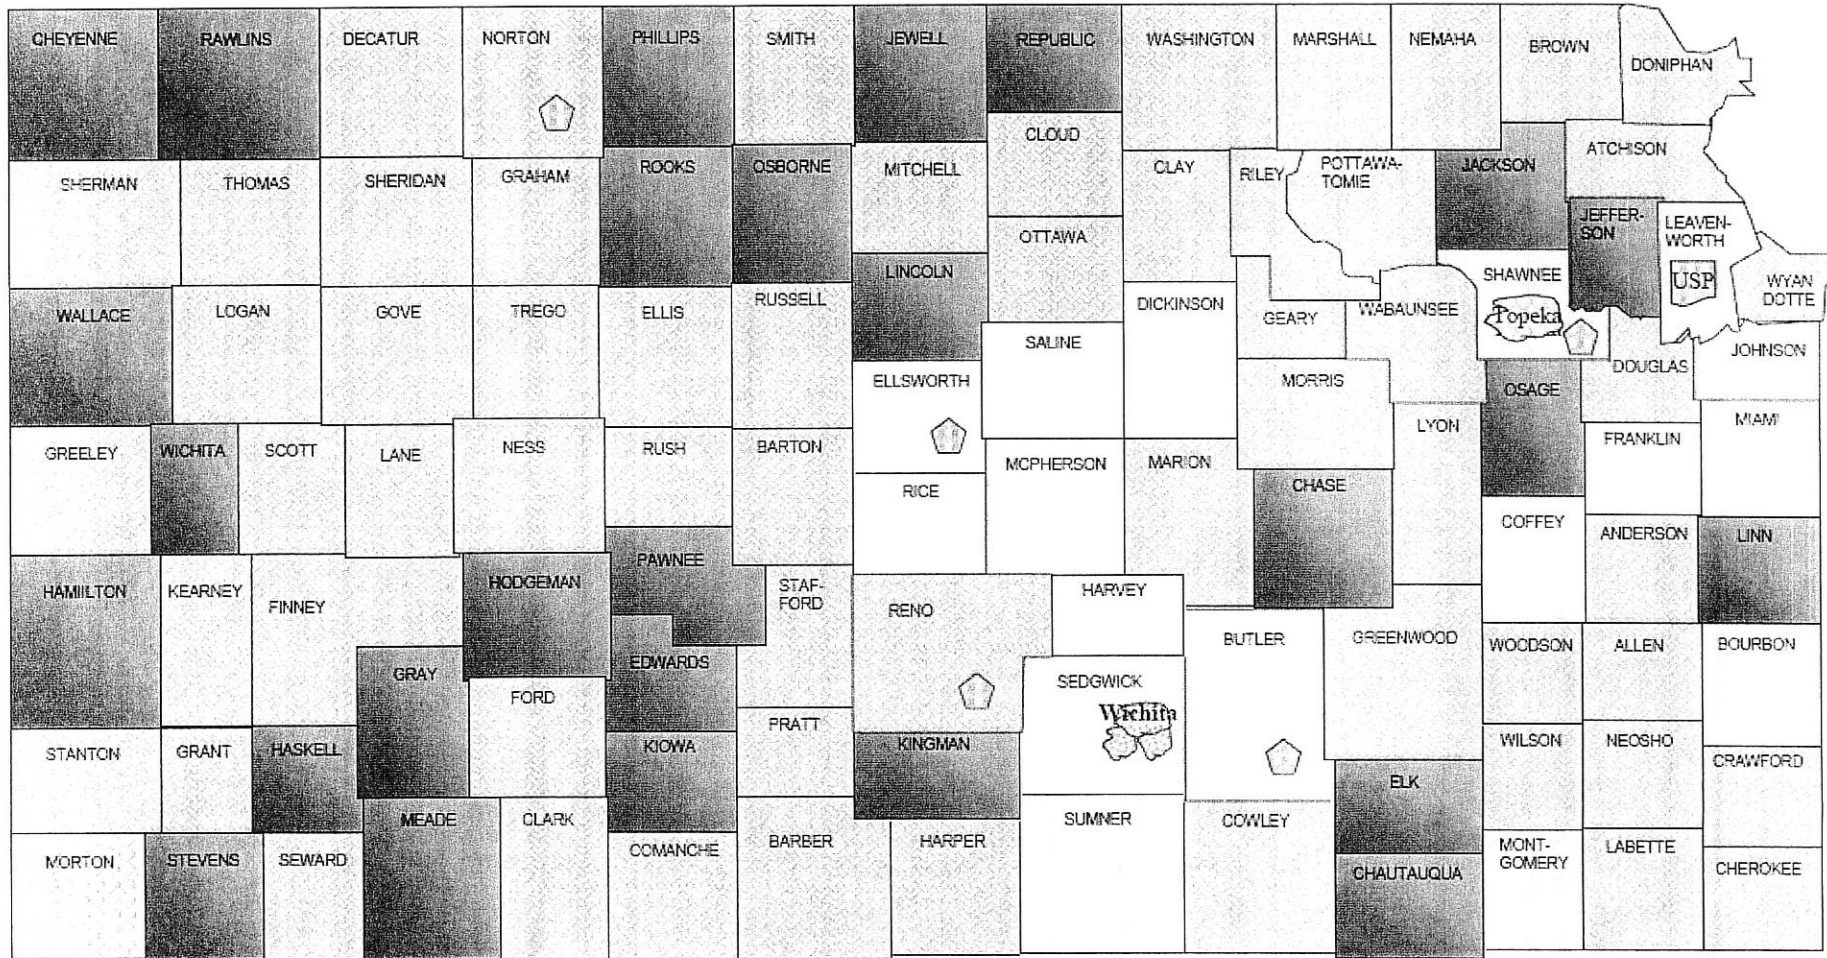 CHEYENNE
RAWLINS
DECATUR
NORTON
PHILLIPS
SMITH
JEWELL
REPUBLIC
WASHINGTON
MARSHALL
NEMAHA
BROWN
DONIPHAN
CLOUD
SHERMAN
THOMAS
SHERIDAN
GRAHAM
ROOKS
OSBORNE
MITCHELL
CLAY
RILEY
POTTAWA-
TOMIE
JACKSON
ATCHISON
JEFFER-
SON
LEAVEN-
WORTH
USP
WYAN
DOTTE
OTTAWA
LINCOLN
SHAWNEE
Topeka
WALLACE
LOGAN
GOVE
TREGO
ELLIS
RUSSELL
DICKINSON
GEARY
WABAUNSEE
SALINE
DOUGLAS
JOHNSON
ELLSWORTH
MORRIS
OSAGE
GREELEY
WICHITA
SCOTT
LANE
NESS
RUSH
BARTON
LYON
FRANKLIN
MIAMI
RICE
MCPHERSON
MARION
CHASE
COFFEY
ANDERSON
LINN
HAMIILTON
KEARNEY
FINNEY
HODGEMAN
PAWNEE
STAF-
FORD
RENO
HARVEY
BUTLER
GREENWOOD
WOODSON
ALLEN
BOURBON
GRAY
FORD
EDWARDS
SEDGWICK
Wichita
STANTON
GRANT
HASKELL
KIOWA
PRATT
KINGMAN
WILSON
NEOSHO
CRAWFORD
ELK
MEADE
CLARK
COMANCHE
BARBER
HARPER
SUMNER
COWLEY
MORTON
STEVENS
SEWARD
CHAUTAUQUA
MONT-
GOMERY
LABETTE
CHEROKEE